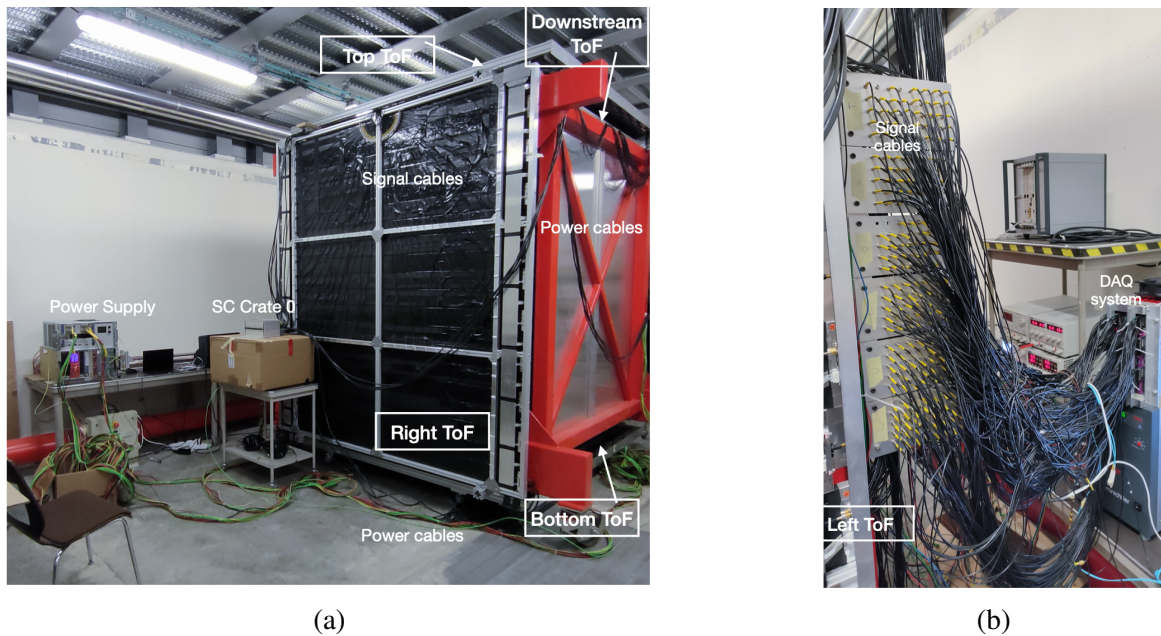 Downstream
ToF
Top ToF
Signal cables
Power cables
Power Supply
SC Crate 0
Right ToF
Bottom ToF
Power cables
(a)
Signal
cables
DAQ
system
Left ToF
(b)